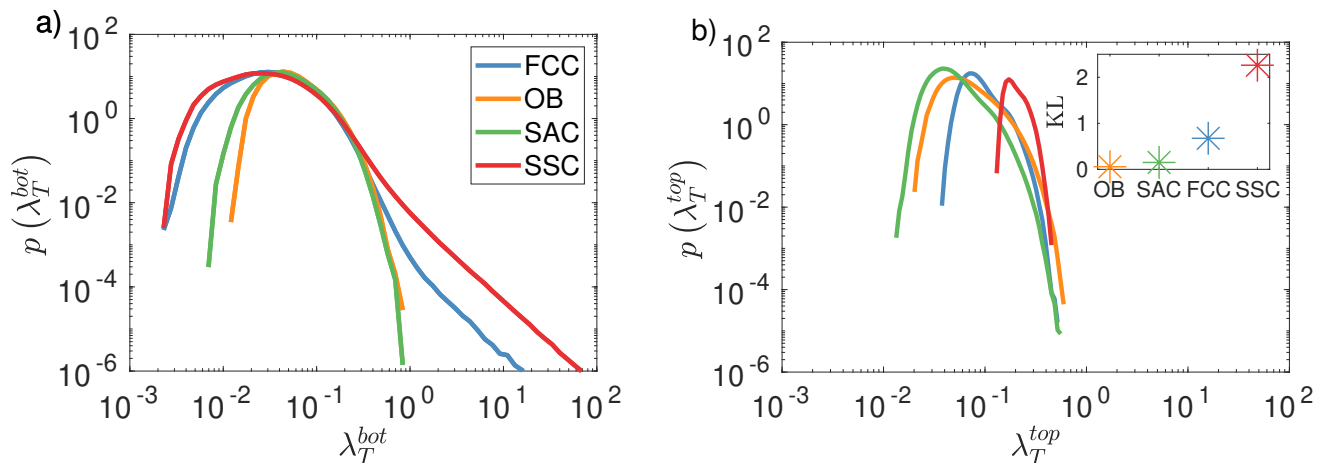 a)
10^2
10^0
10^-2
10^-4
10^-6
p (λ_T^bot)
FCC
OB
SAC
SSC
10^-3 10^-2 10^-1 10^0 10^1 10^2
λ_T^bot
b)
10^2
10^0
10^-2
10^-4
10^-6
p (λ_T^top)
KL
2
1
0
OB SAC FCC SSC
10^-3 10^-2 10^-1 10^0 10^1 10^2
λ_T^top